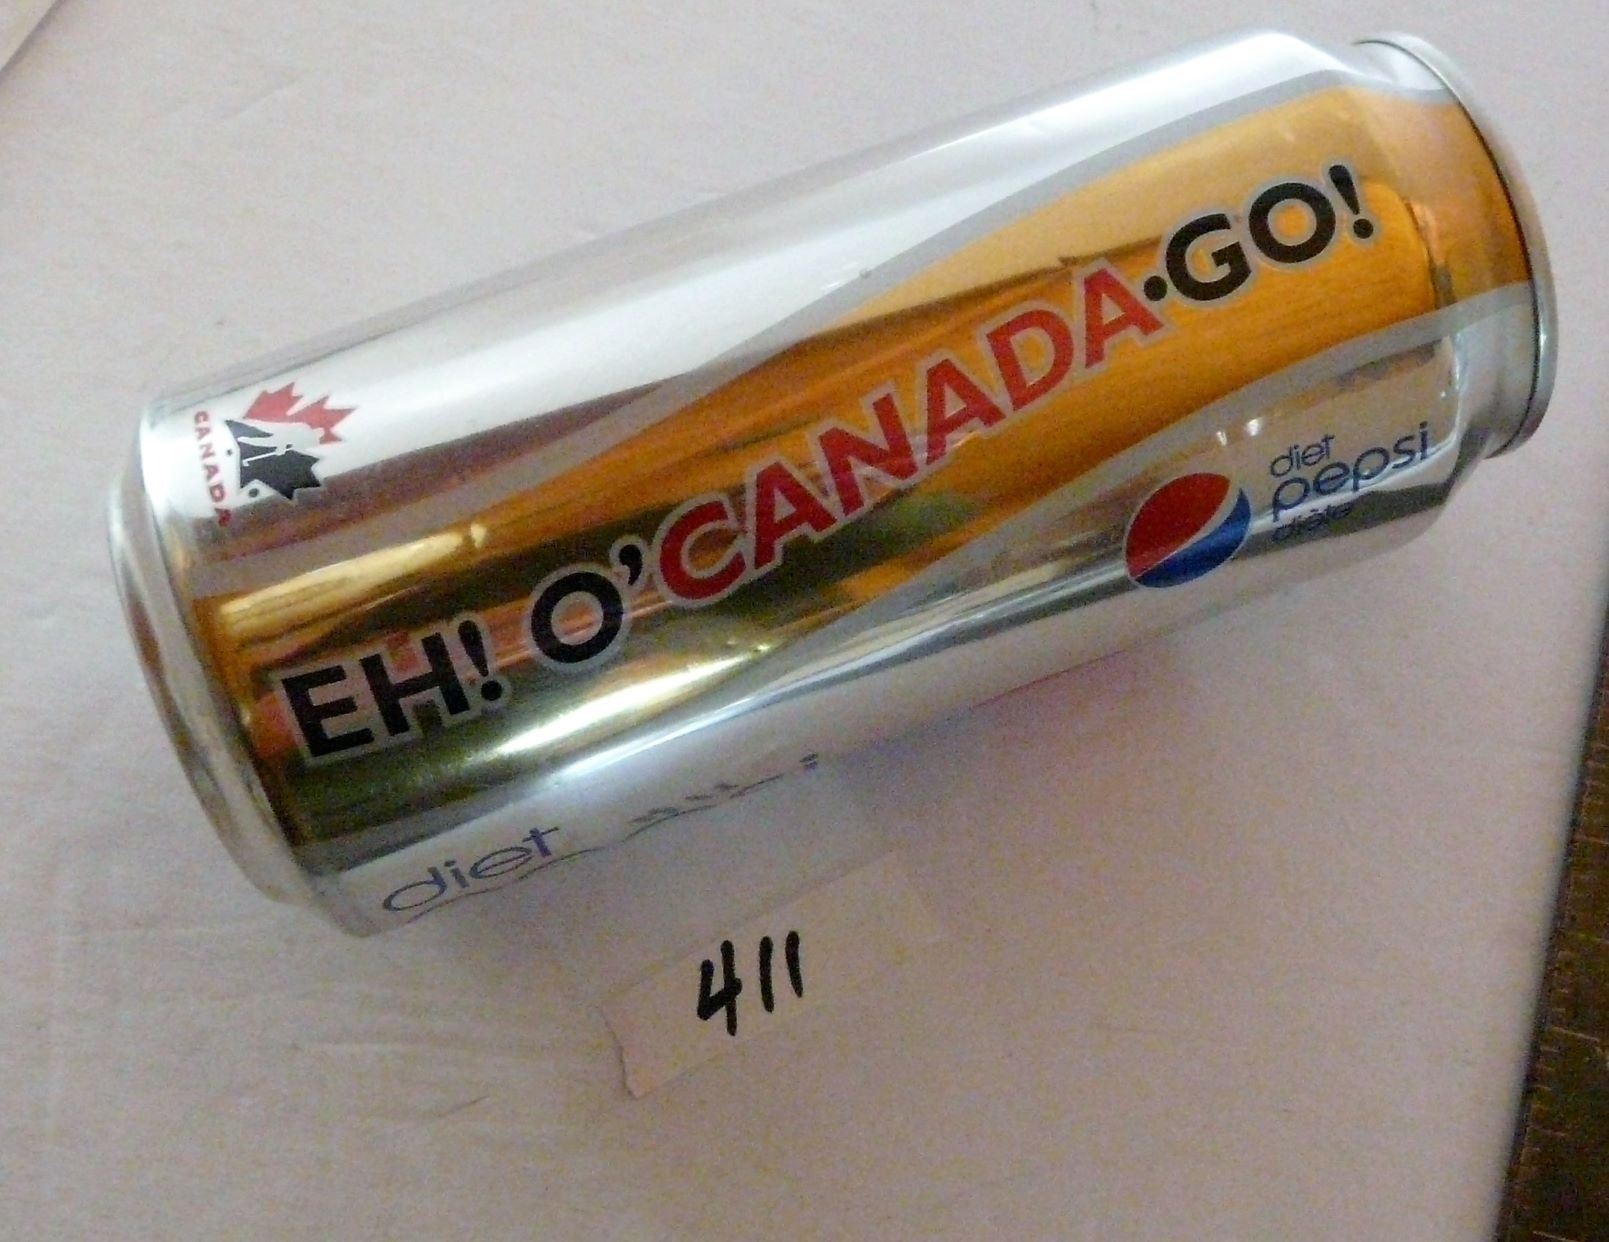 CANADA
EH! O'CANADA•GO!
diet
pepsi
diète
diet
411